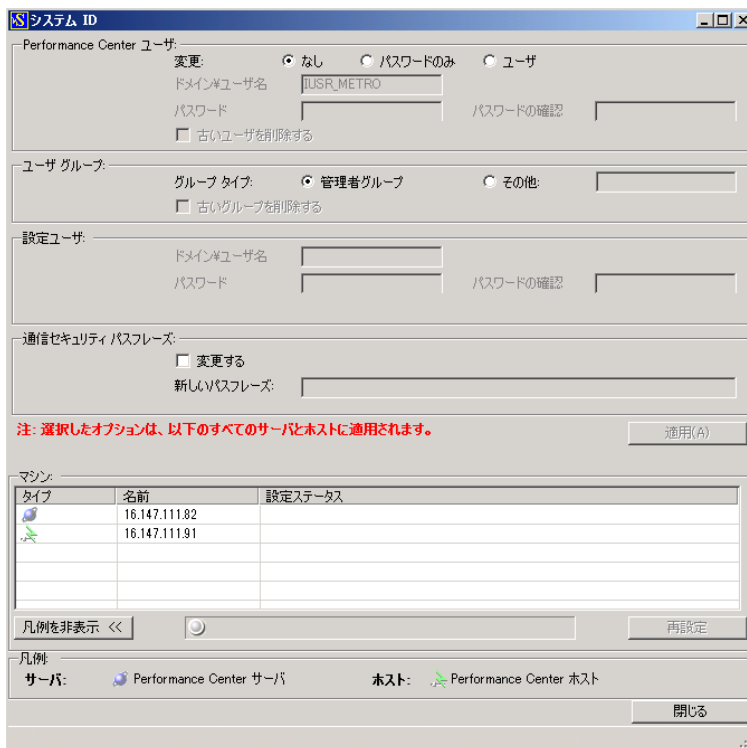 システム ID
Performance Center ユーザ:
変更: なし パスワードのみ ユーザ
ドメイン¥ユーザ名 IUSR_METRO
パスワード パスワードの確認
古いユーザを削除する
ユーザ グループ:
グループ タイプ: 管理者グループ その他:
古いグループを削除する
設定ユーザ:
ドメイン¥ユーザ名
パスワード パスワードの確認
通信セキュリティ パスフレーズ:
変更する
新しいパスフレーズ:
注: 選択したオプションは、以下のすべてのサーバとホストに適用されます。
適用(A)
マシン:
タイプ 名前 設定ステータス
16.147.111.82
16.147.111.91
凡例を非表示 << 再設定
凡例:
サーバ: Performance Center サーバ ホスト: Performance Center ホスト
閉じる